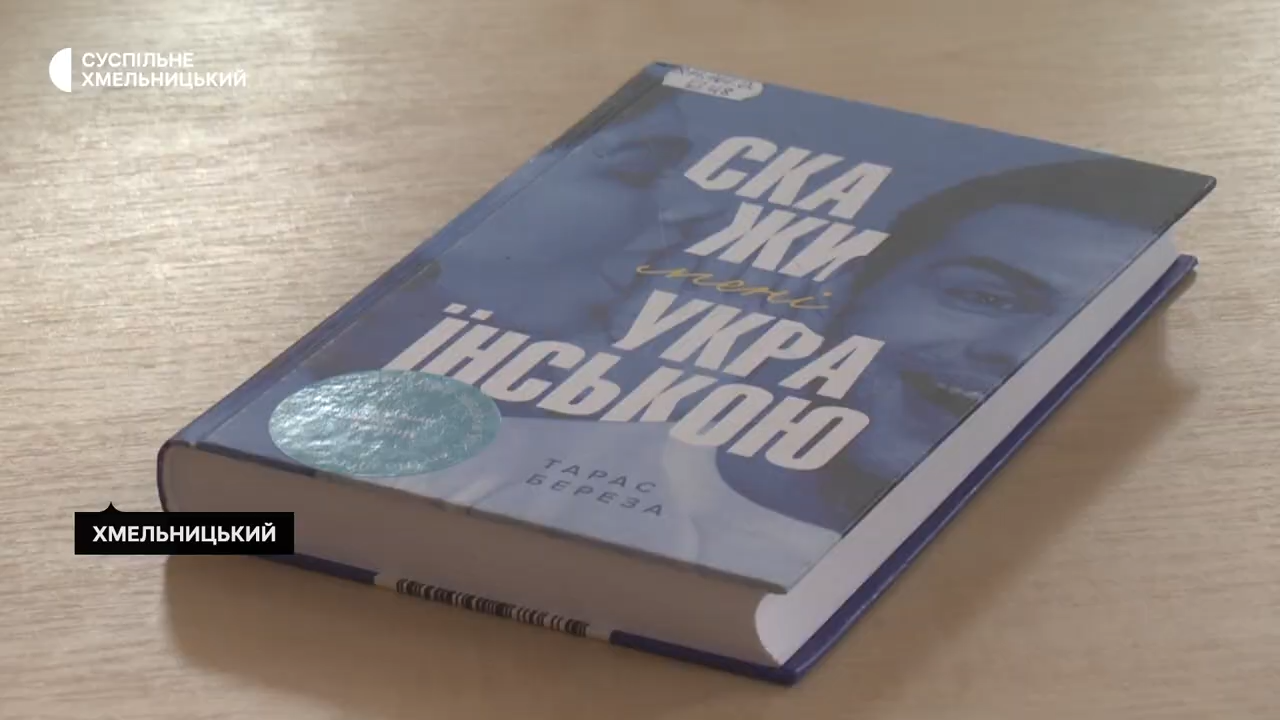 СУСПІЛЬНЕ
ХМЕЛЬНИЦЬКИЙ
СКА
ЖИ
мені
УКРА
ЇНСЬКОЮ
ТАРАС
БЕРЕЗА
ХМЕЛЬНИЦЬКИЙ